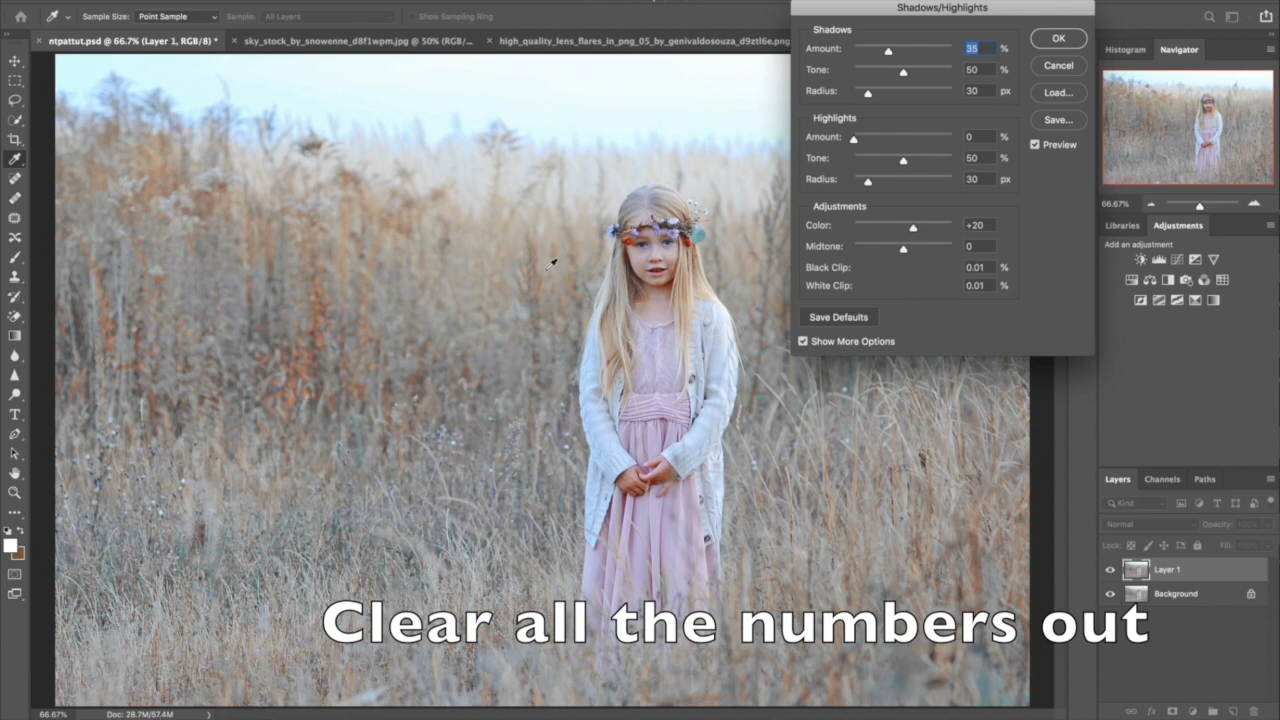 Sample Size: Point Sample Sample: All Layers Show Sampling Ring
ntpattut.psd @ 66.7% (Layer 1, RGB/8) *
sky_stock_by_snowenne_d8f1wpm.jpg @ 50% (RGB/...
high_quality_lens_flares_in_png_05_by_genivaldosouza_d9ztl6e.png
Shadows/Highlights
Shadows
Amount: 35 %
Tone: 50 %
Radius: 30 px
Highlights
Amount: 0 %
Tone: 50 %
Radius: 30 px
Adjustments
Color: +20
Midtone: 0
Black Clip: 0.01 %
White Clip: 0.01 %
Save Defaults
Show More Options
OK
Cancel
Load...
Save...
Preview
Histogram Navigator
66.67%
Libraries Adjustments
Add an adjustment
Layers Channels Paths
Kind
Normal Opacity: 100%
Lock: Fill: 100%
Layer 1
Background
Clear all the numbers out
66.67% Doc: 28.7M/57.4M